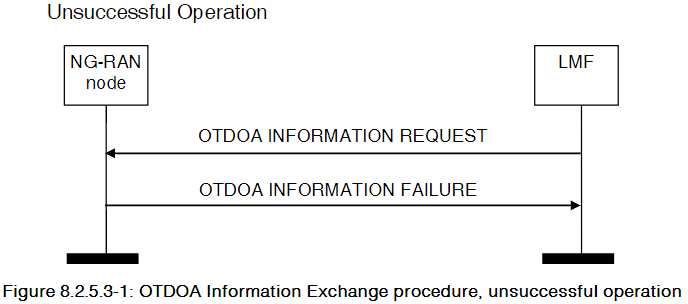 Unsuccessful Operation
NG-RAN
node
LMF
OTDOA INFORMATION REQUEST
OTDOA INFORMATION FAILURE
Figure 8.2.5.3-1: OTDOA Information Exchange procedure, unsuccessful operation